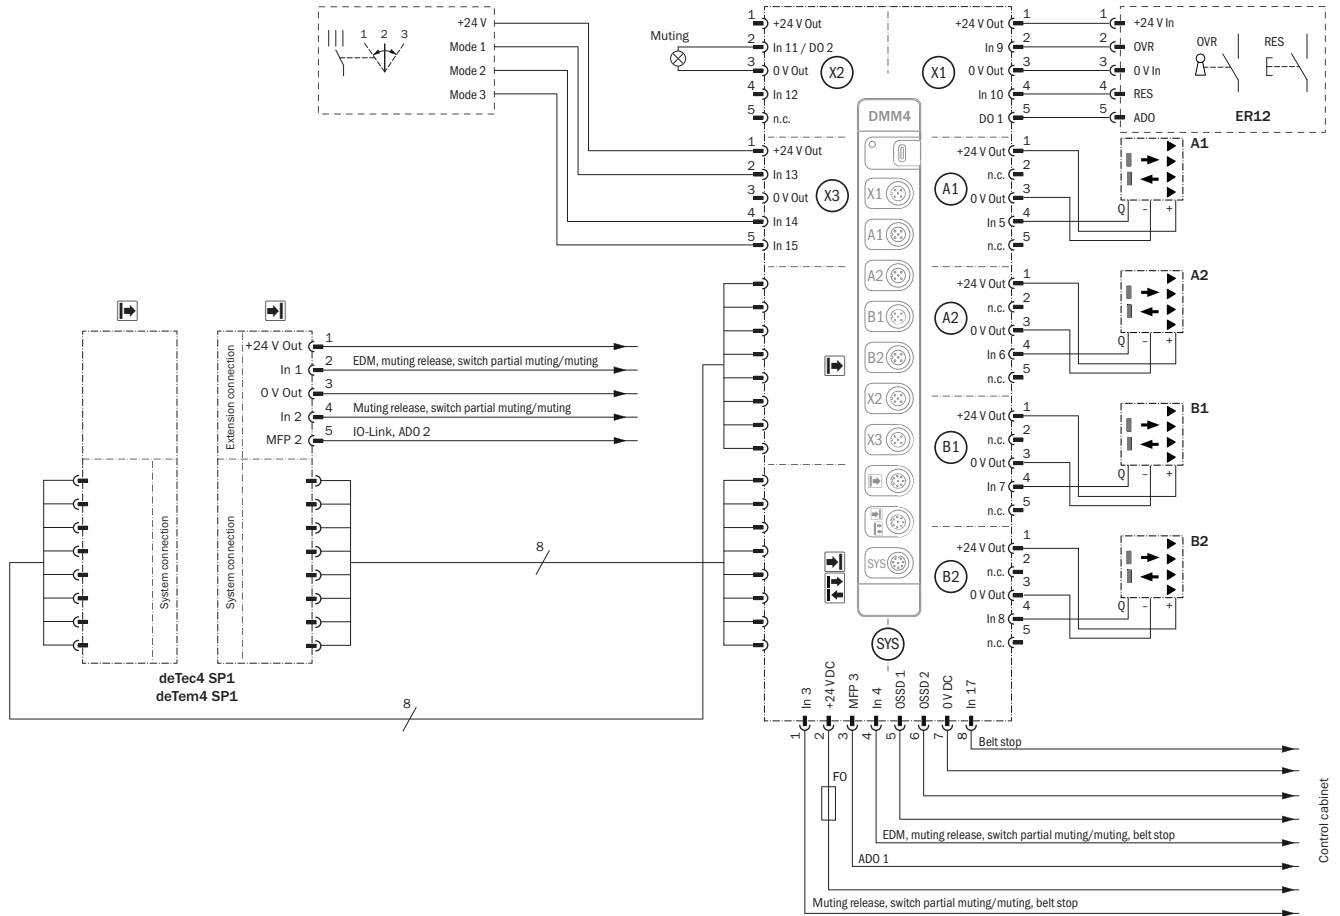 +24 V
Mode 1
Mode 2
Mode 3
1 2 3
Muting
1 +24 V Out
2 In 11 / DO 2
3 0 V Out
4 In 12
5 n.c.
X2
X1
+24 V Out 1
In 9 2
0 V Out 3
In 10 4
DO 1 5
1 +24 V In
2 OVR
3 0 V In
4 RES
5 ADO
OVR RES
ER12
DMM4
X1
A1
A2
B1
B2
X2
X3
SYS
1 +24 V Out
2 In 13
3 0 V Out
4 In 14
5 In 15
X3
A1
+24 V Out 1
n.c. 2
0 V Out 3
In 5 4
n.c. 5
A1
Q – +
A2
+24 V Out 1
n.c. 2
0 V Out 3
In 6 4
n.c. 5
A2
Q – +
B1
+24 V Out 1
n.c. 2
0 V Out 3
In 7 4
n.c. 5
B1
Q – +
B2
+24 V Out 1
n.c. 2
0 V Out 3
In 8 4
n.c. 5
B2
Q – +
Extension connection
+24 V Out 1
In 1 2 EDM, muting release, switch partial muting/muting
0 V Out 3
In 2 4 Muting release, switch partial muting/muting
MFP 2 5 IO-Link, ADO 2
System connection
System connection
8
8
deTec4 SP1
deTem4 SP1
SYS
In 3
+24 V DC
MFP 3
In 4
OSSD 1
OSSD 2
0 V DC
In 17
1 2 3 4 5 6 7 8
Belt stop
F0
EDM, muting release, switch partial muting/muting, belt stop
ADO 1
Muting release, switch partial muting/muting, belt stop
Control cabinet